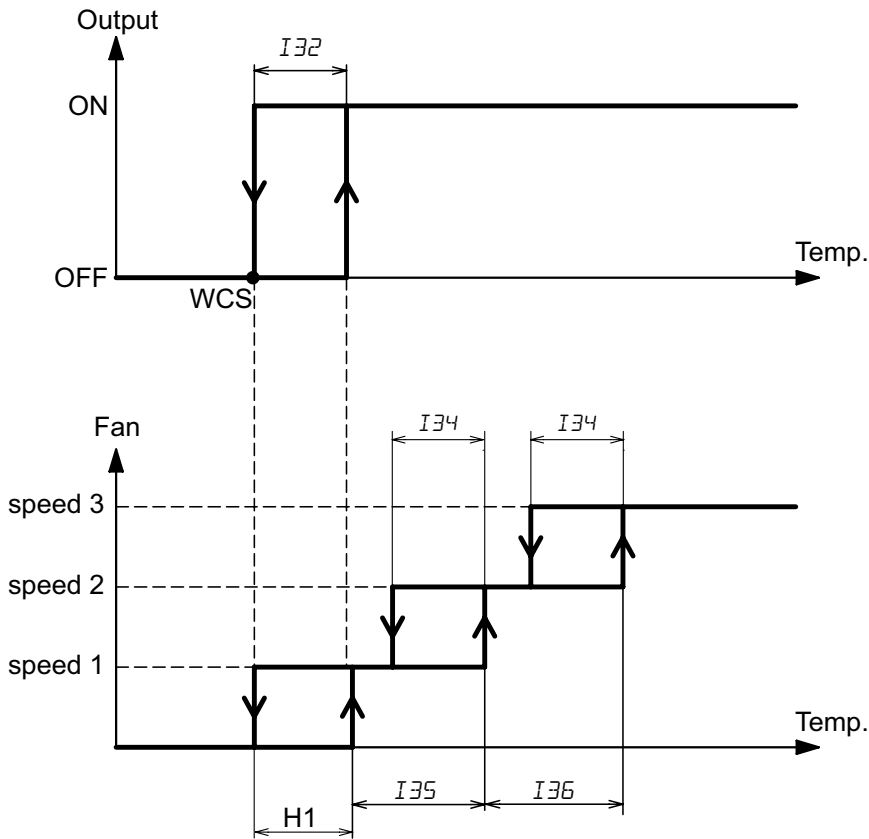 Output
I32
ON
OFF
WCS
Temp.
Fan
I34
I34
speed 3
speed 2
speed 1
Temp.
I35
I36
H1